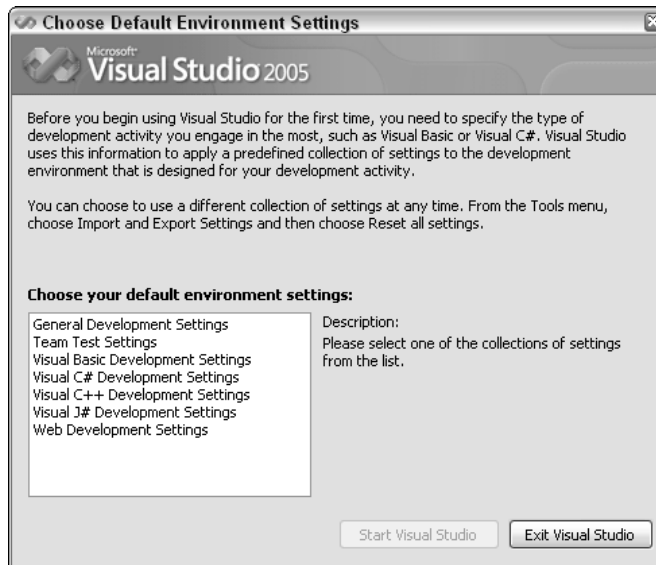 Choose Default Environment Settings
Microsoft
Visual Studio 2005
Before you begin using Visual Studio for the first time, you need to specify the type of
development activity you engage in the most, such as Visual Basic or Visual C#. Visual Studio
uses this information to apply a predefined collection of settings to the development
environment that is designed for your development activity.
You can choose to use a different collection of settings at any time. From the Tools menu,
choose Import and Export Settings and then choose Reset all settings.
Choose your default environment settings:
General Development Settings
Team Test Settings
Visual Basic Development Settings
Visual C# Development Settings
Visual C++ Development Settings
Visual J# Development Settings
Web Development Settings
Description:
Please select one of the collections of settings
from the list.
Start Visual Studio
Exit Visual Studio